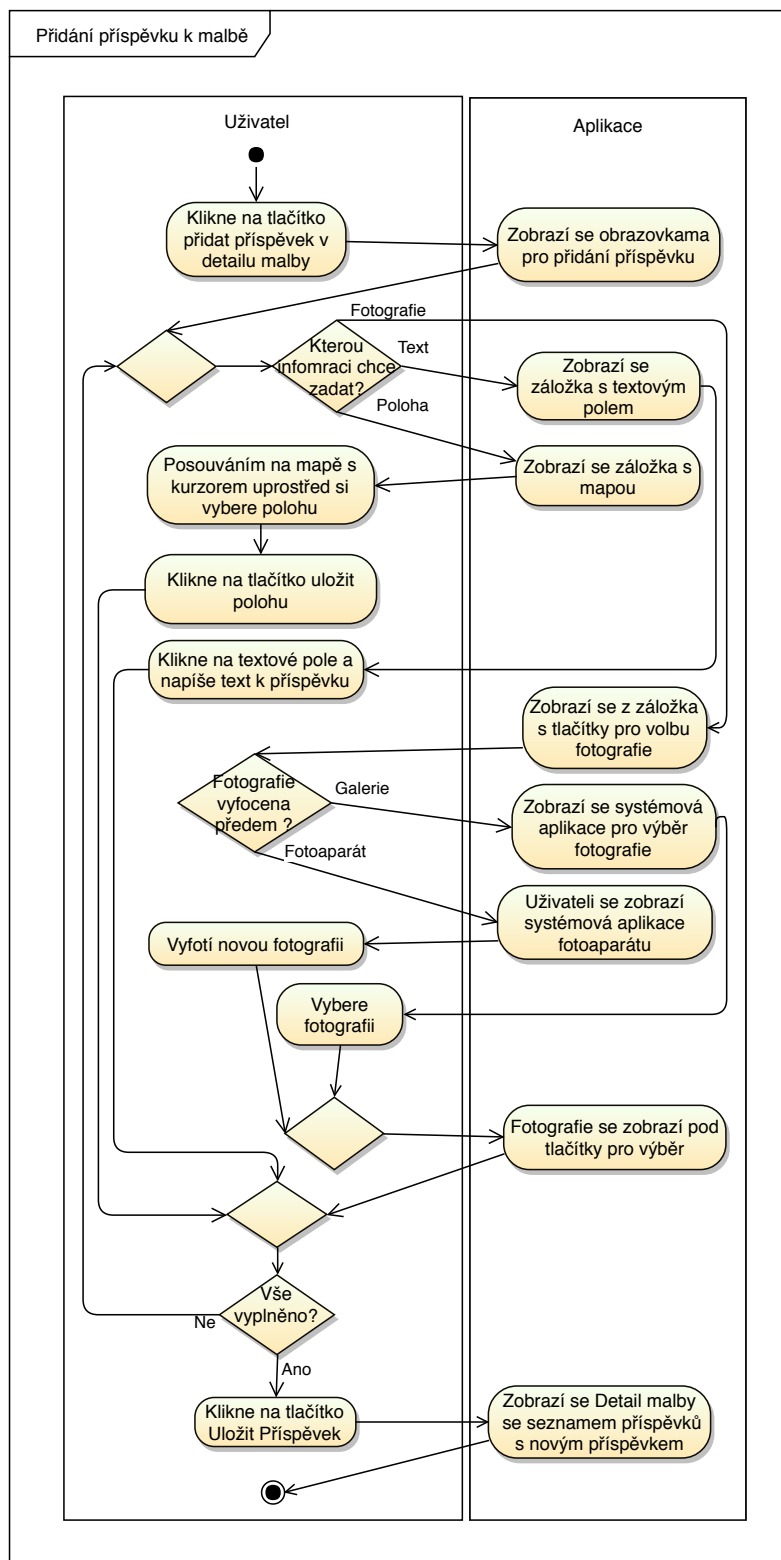 Přidání příspěvku k malbě
Uživatel
Aplikace
Klikne na tlačítko
přidat příspěvek v
detailu malby
Zobrazí se obrazovkama
pro přidání příspěvku
Fotografie
Kterou
infomraci chce
zadat?
Text
Poloha
Zobrazí se
záložka s textovým
polem
Posouváním na mapě s
kurzorem uprostřed si
vybere polohu
Zobrazí se záložka s
mapou
Klikne na tlačítko uložit
polohu
Klikne na textové pole a
napíše text k příspěvku
Zobrazí se z záložka
s tlačítky pro volbu
fotografie
Fotografie
vyfocena
předem ?
Galerie
Fotoaparát
Zobrazí se systémová
aplikace pro výběr
fotografie
Uživateli se zobrazí
systémová aplikace
fotoaparátu
Vyfotí novou fotografii
Vybere
fotografii
Fotografie se zobrazí pod
tlačítky pro výběr
Vše
vyplněno?
Ne
Ano
Klikne na tlačítko
Uložit Příspěvek
Zobrazí se Detail malby
se seznamem příspěvků
s novým příspěvkem